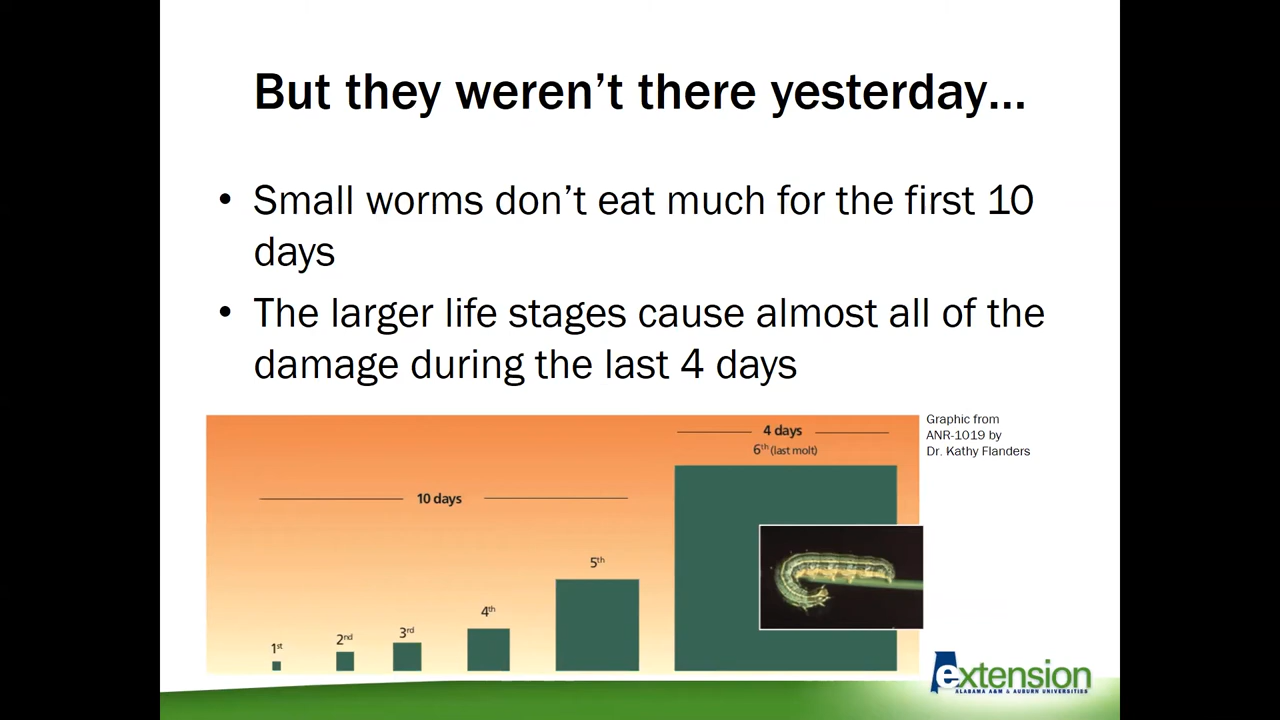 But they weren’t there yesterday…
• Small worms don’t eat much for the first 10
days
• The larger life stages cause almost all of the
damage during the last 4 days
Graphic from
ANR-1019 by
Dr. Kathy Flanders
4 days
6th (last molt)
10 days
5th
4th
3rd
2nd
1st
extension
ALABAMA A&M & AUBURN UNIVERSITIES